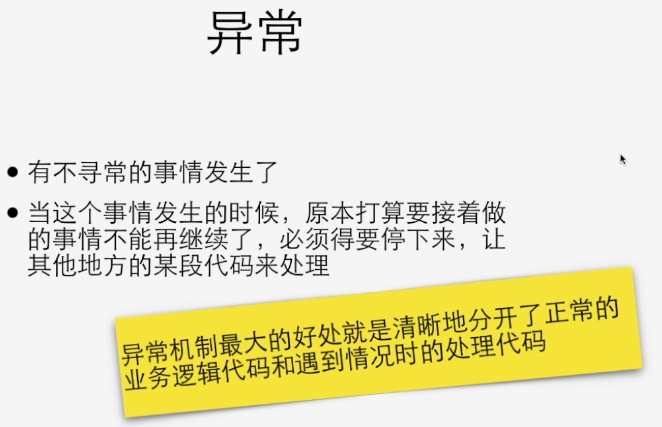 异常
有不寻常的事情发生了
当这个事情发生的时候，原本打算要接着做
的事情不能再继续了，必须得要停下来，让
其他地方的某段代码来处理
异常机制最大的好处就是清晰地分开了正常的
业务逻辑代码和遇到情况时的处理代码